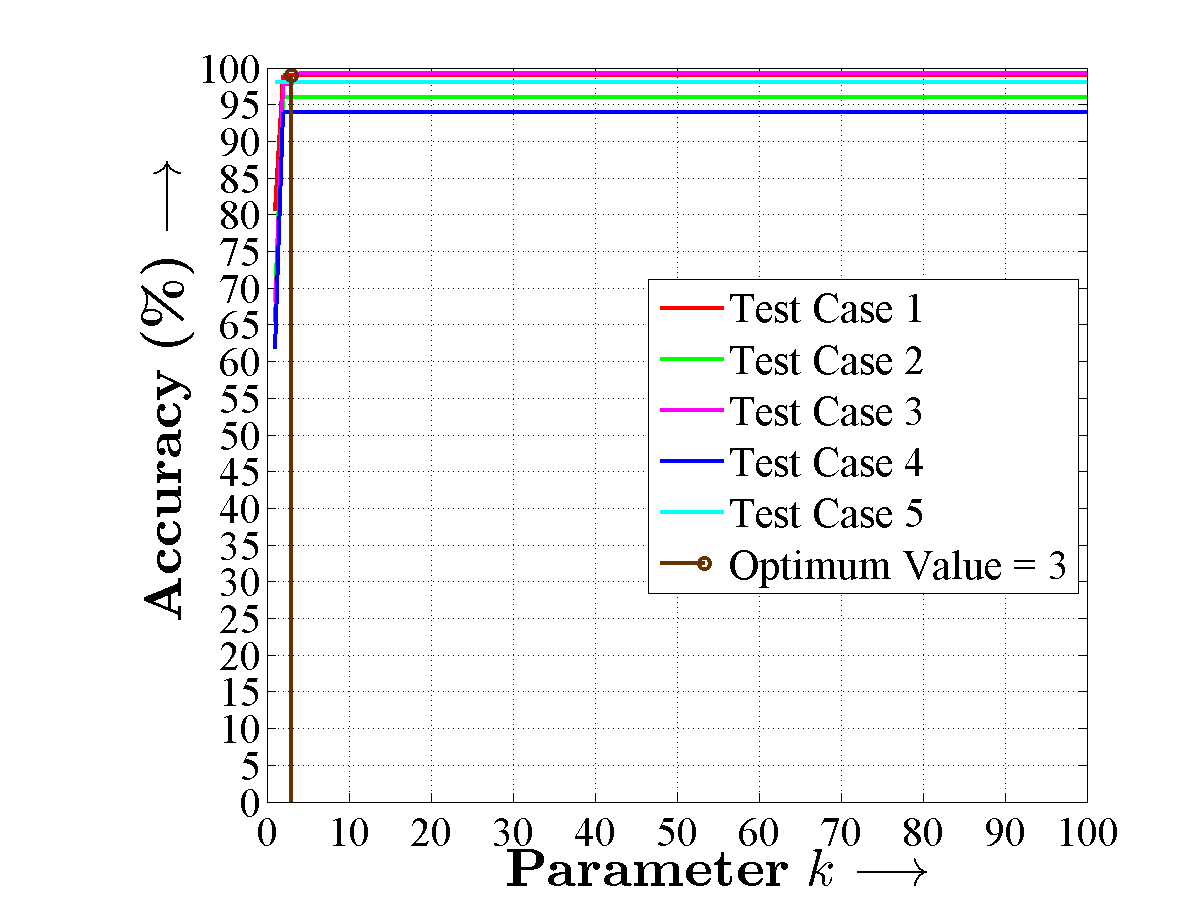 100
95
90
85
80
75
70
65
60
55
50
45
40
35
30
25
20
15
10
5
0
Accuracy (%) ⟶
Test Case 1
Test Case 2
Test Case 3
Test Case 4
Test Case 5
Optimum Value = 3
0 10 20 30 40 50 60 70 80 90 100
Parameter k ⟶